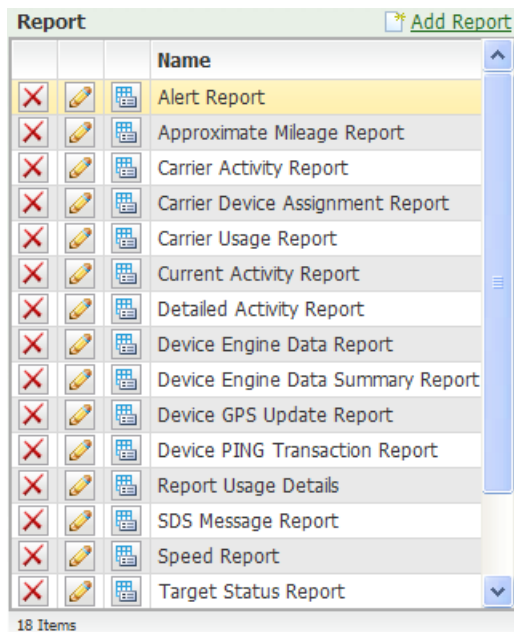 Report Add Report
Name
Alert Report
Approximate Mileage Report
Carrier Activity Report
Carrier Device Assignment Report
Carrier Usage Report
Current Activity Report
Detailed Activity Report
Device Engine Data Report
Device Engine Data Summary Report
Device GPS Update Report
Device PING Transaction Report
Report Usage Details
SDS Message Report
Speed Report
Target Status Report
18 Items